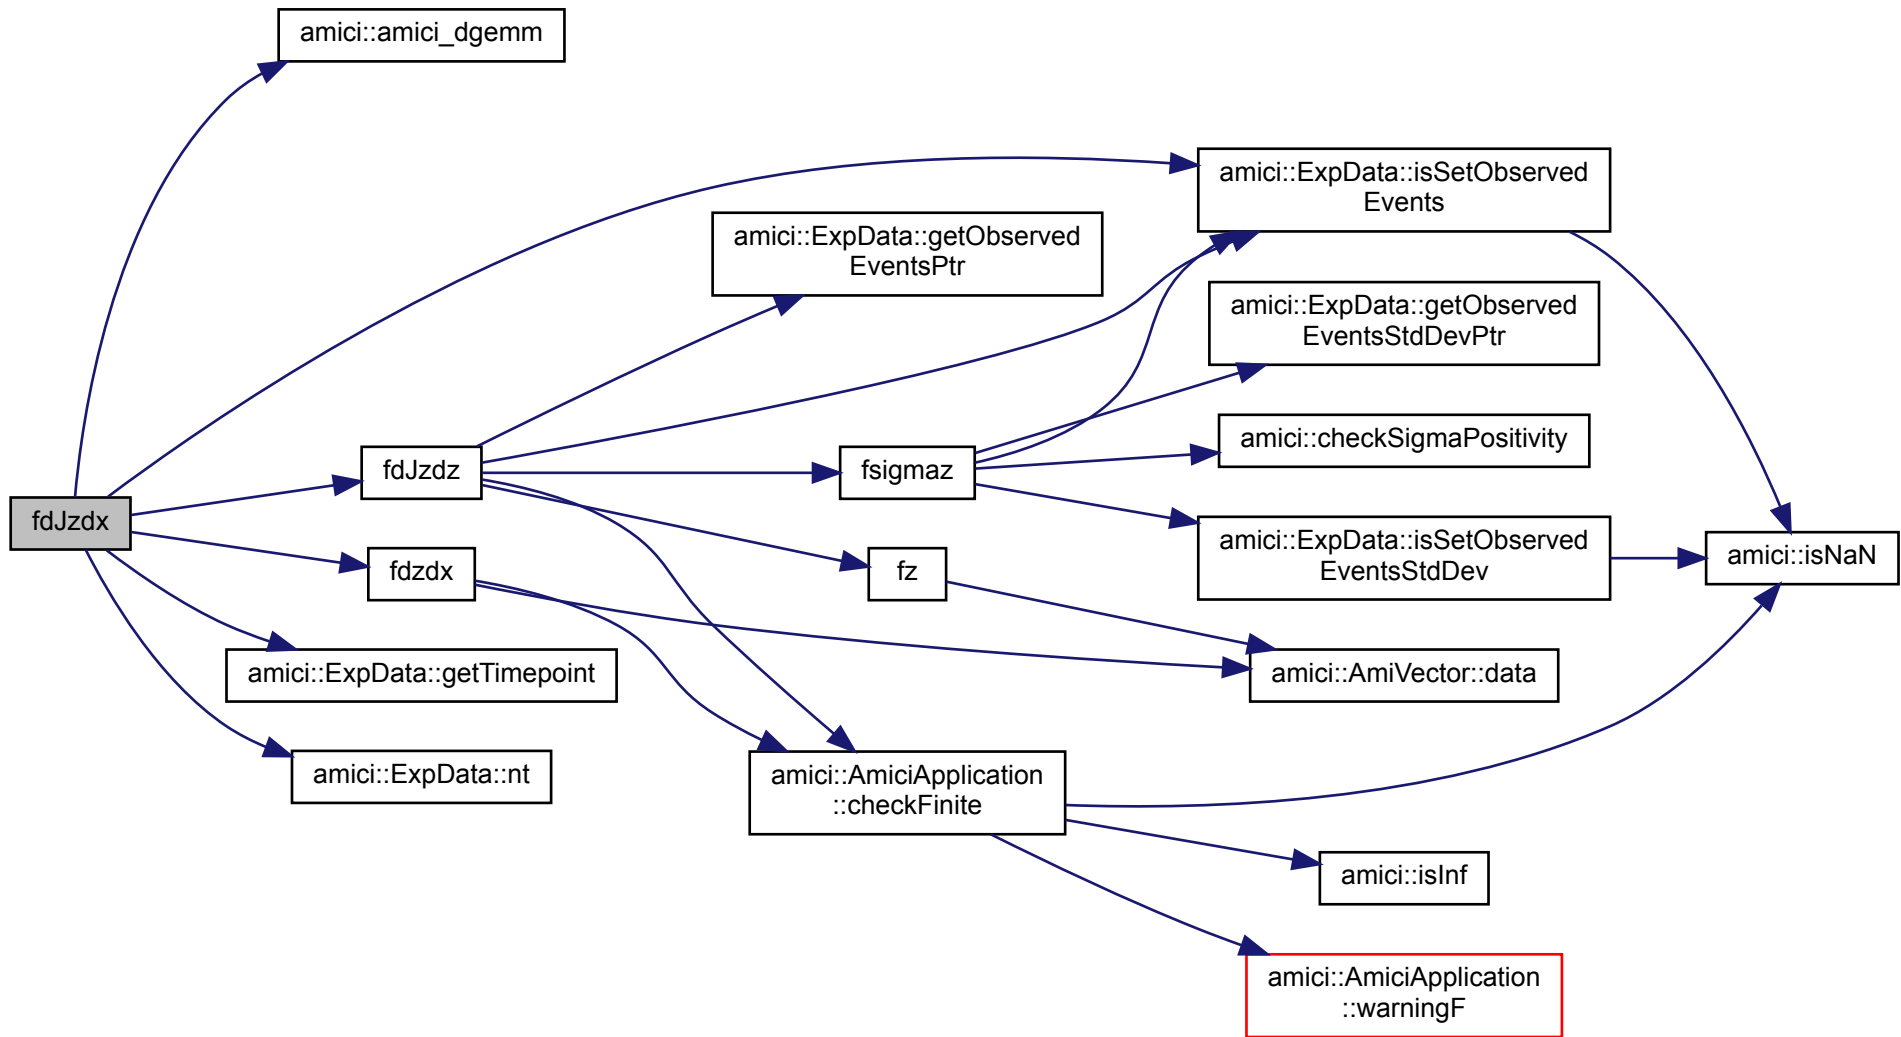 amici::amici_dgemm
amici::ExpData::isSetObserved
Events
amici::ExpData::getObserved
EventsPtr
amici::ExpData::getObserved
EventsStdDevPtr
amici::checkSigmaPositivity
fdJzdz
fsigmaz
fdJzdx
amici::ExpData::isSetObserved
EventsStdDev
amici::isNaN
fdzdx
fz
amici::ExpData::getTimepoint
amici::AmiVector::data
amici::ExpData::nt
amici::AmiciApplication
::checkFinite
amici::isInf
amici::AmiciApplication
::warningF